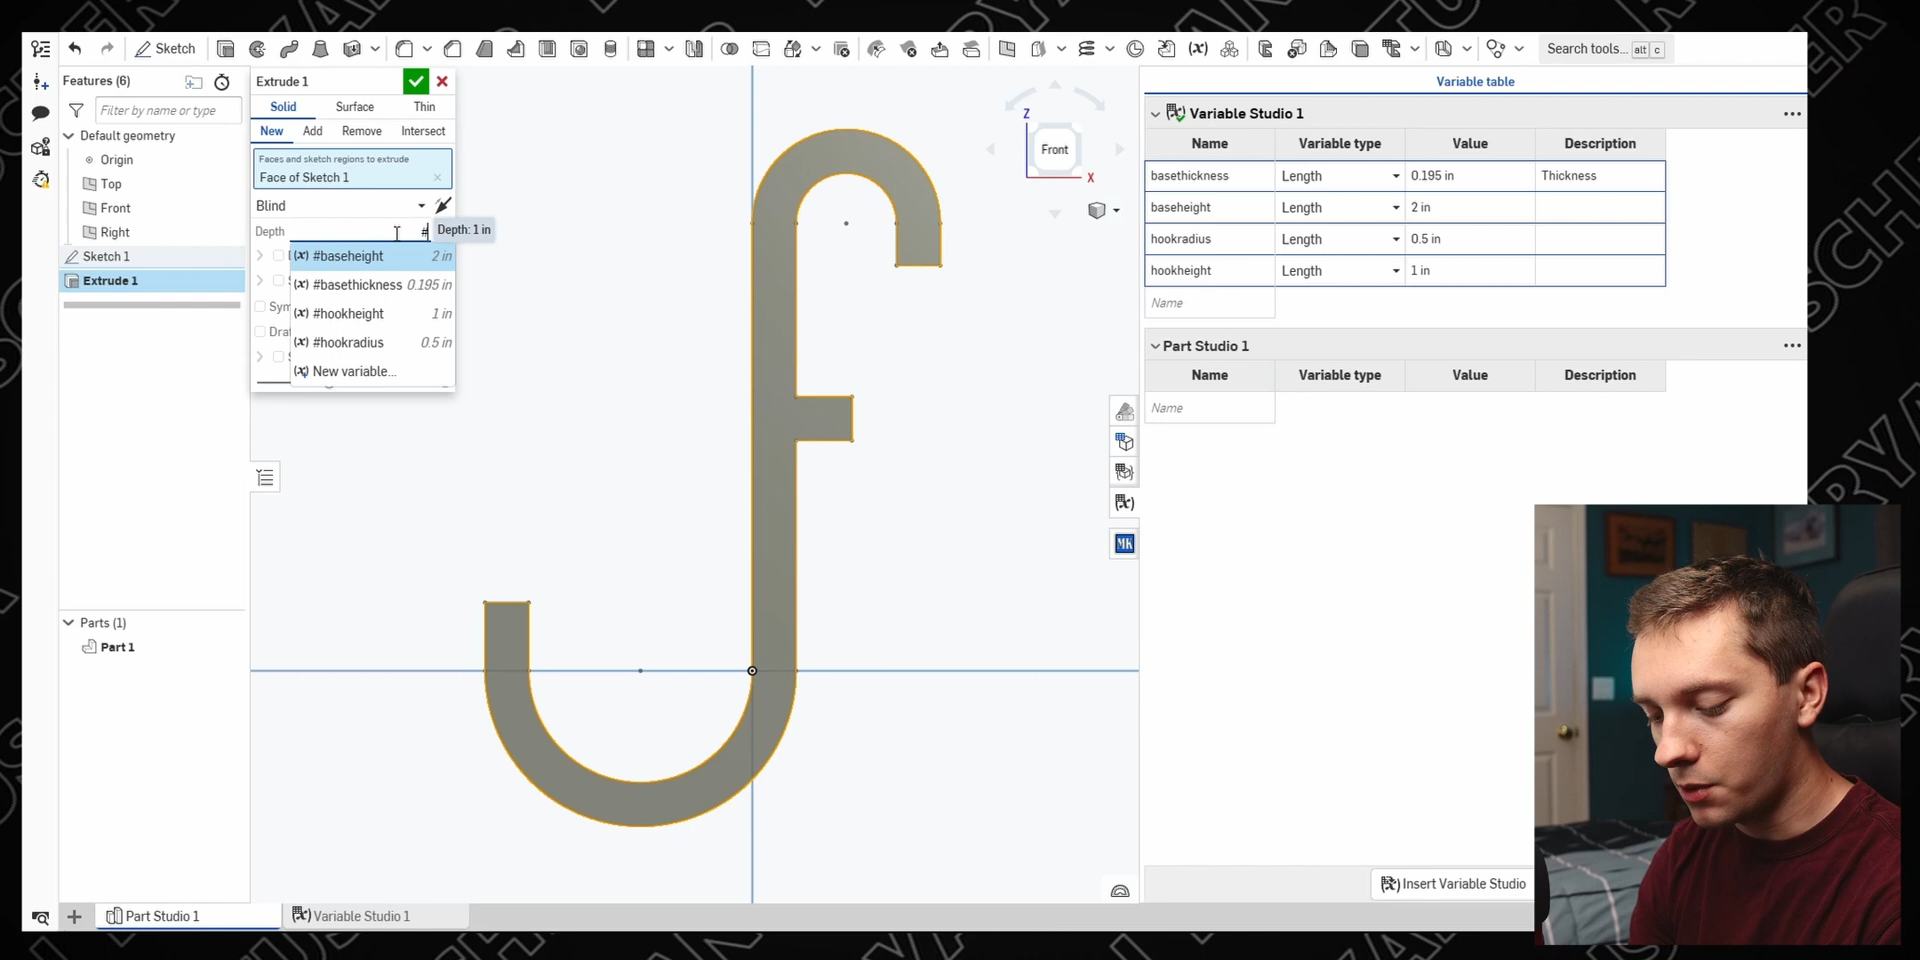 Sketch
Search tools... alt c
Features (6)
Filter by name or type
Default geometry
Origin
Top
Front
Right
Sketch 1
Extrude 1
Parts (1)
Part 1
Extrude 1
Solid Surface Thin
New Add Remove Intersect
Faces and sketch regions to extrude
Face of Sketch 1
Blind
Depth #
Depth: 1 in
(x) #baseheight 2 in
(x) #basethickness 0.195 in
Sym
(x) #hookheight 1 in
Draf
(x) #hookradius 0.5 in
(x) New variable...
Z
Front
X
Variable table
(x) Variable Studio 1
Name Variable type Value Description
basethickness Length 0.195 in Thickness
baseheight Length 2 in
hookradius Length 0.5 in
hookheight Length 1 in
Name
Part Studio 1
Name Variable type Value Description
Name
MK
(x) Insert Variable Studio
Part Studio 1
(x) Variable Studio 1